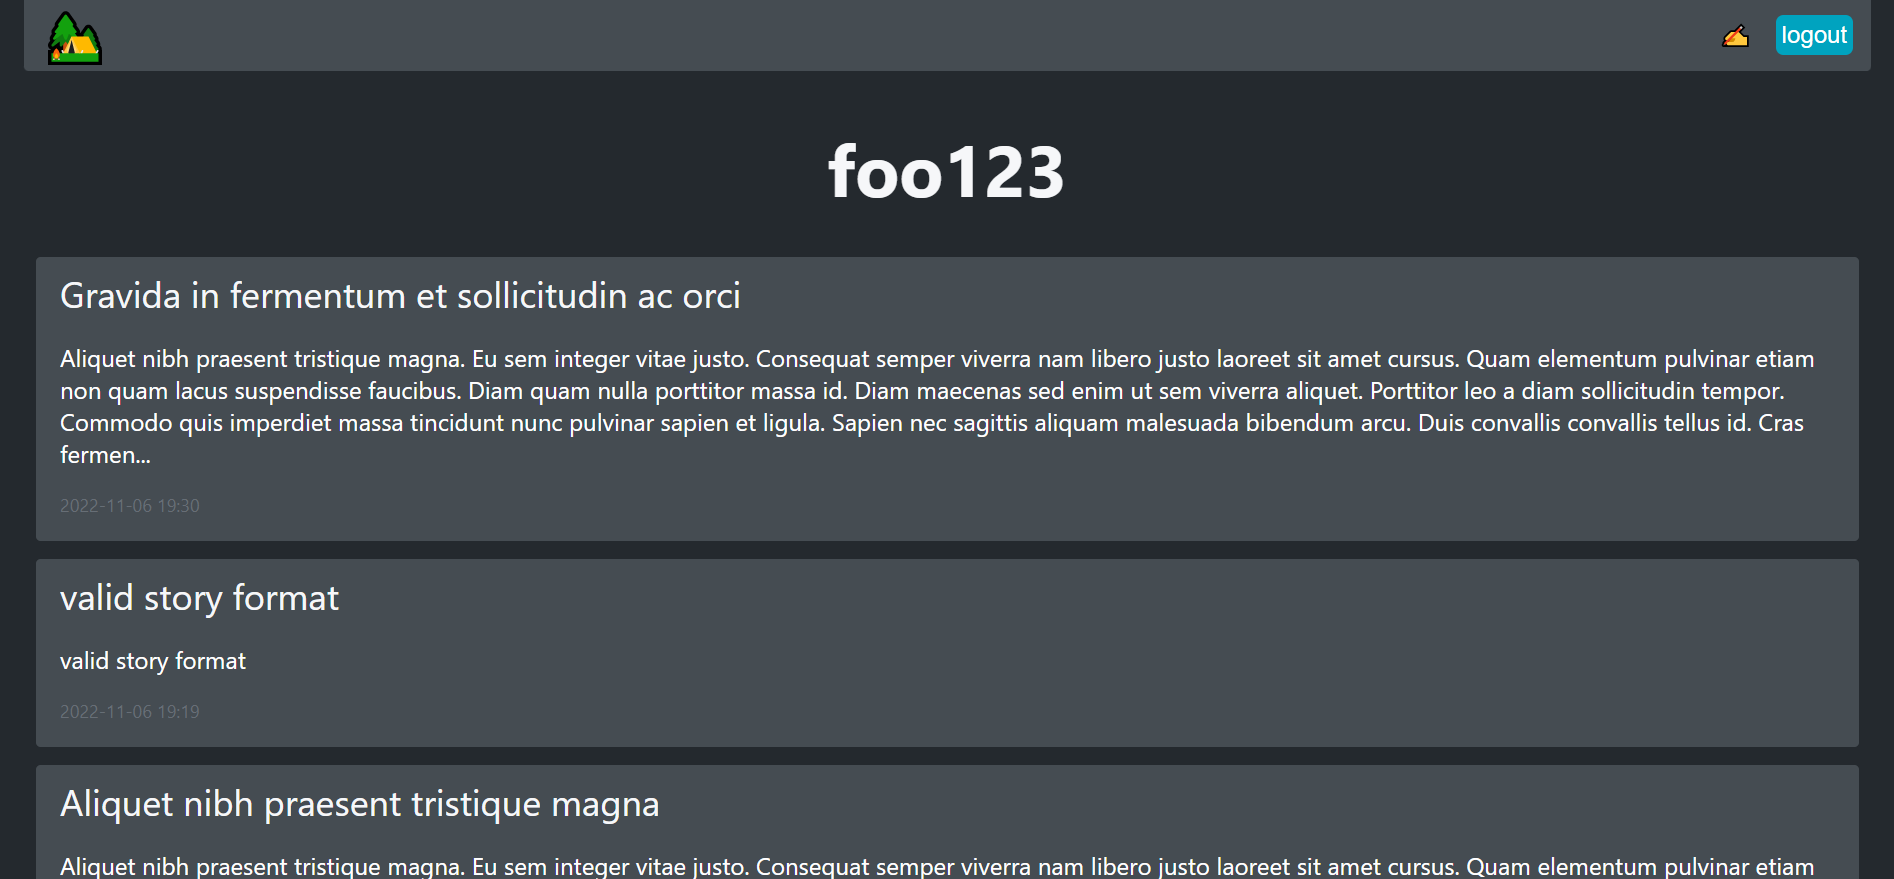 logout
foo123
Gravida in fermentum et sollicitudin ac orci
Aliquet nibh praesent tristique magna. Eu sem integer vitae justo. Consequat semper viverra nam libero justo laoreet sit amet cursus. Quam elementum pulvinar etiam
non quam lacus suspendisse faucibus. Diam quam nulla porttitor massa id. Diam maecenas sed enim ut sem viverra aliquet. Porttitor leo a diam sollicitudin tempor.
Commodo quis imperdiet massa tincidunt nunc pulvinar sapien et ligula. Sapien nec sagittis aliquam malesuada bibendum arcu. Duis convallis convallis tellus id. Cras
fermen...
2022-11-06 19:30
valid story format
valid story format
2022-11-06 19:19
Aliquet nibh praesent tristique magna
Aliquet nibh praesent tristique magna. Eu sem integer vitae justo. Consequat semper viverra nam libero justo laoreet sit amet cursus. Quam elementum pulvinar etiam